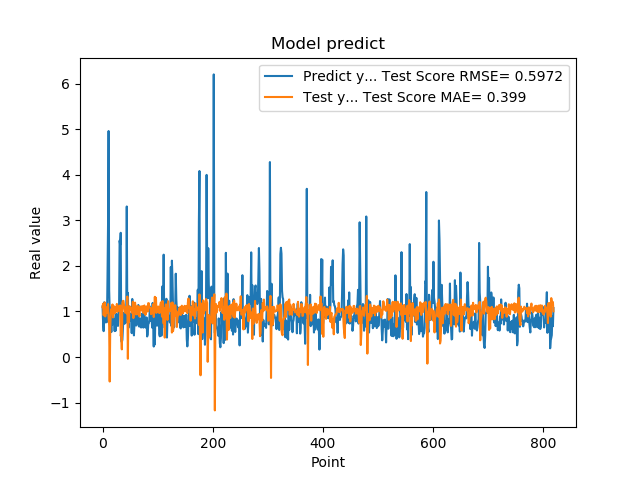 Model predict
Predict y... Test Score RMSE= 0.5972
Test y... Test Score MAE= 0.399
Real value
6
5
4
3
2
1
0
−1
0 200 400 600 800
Point